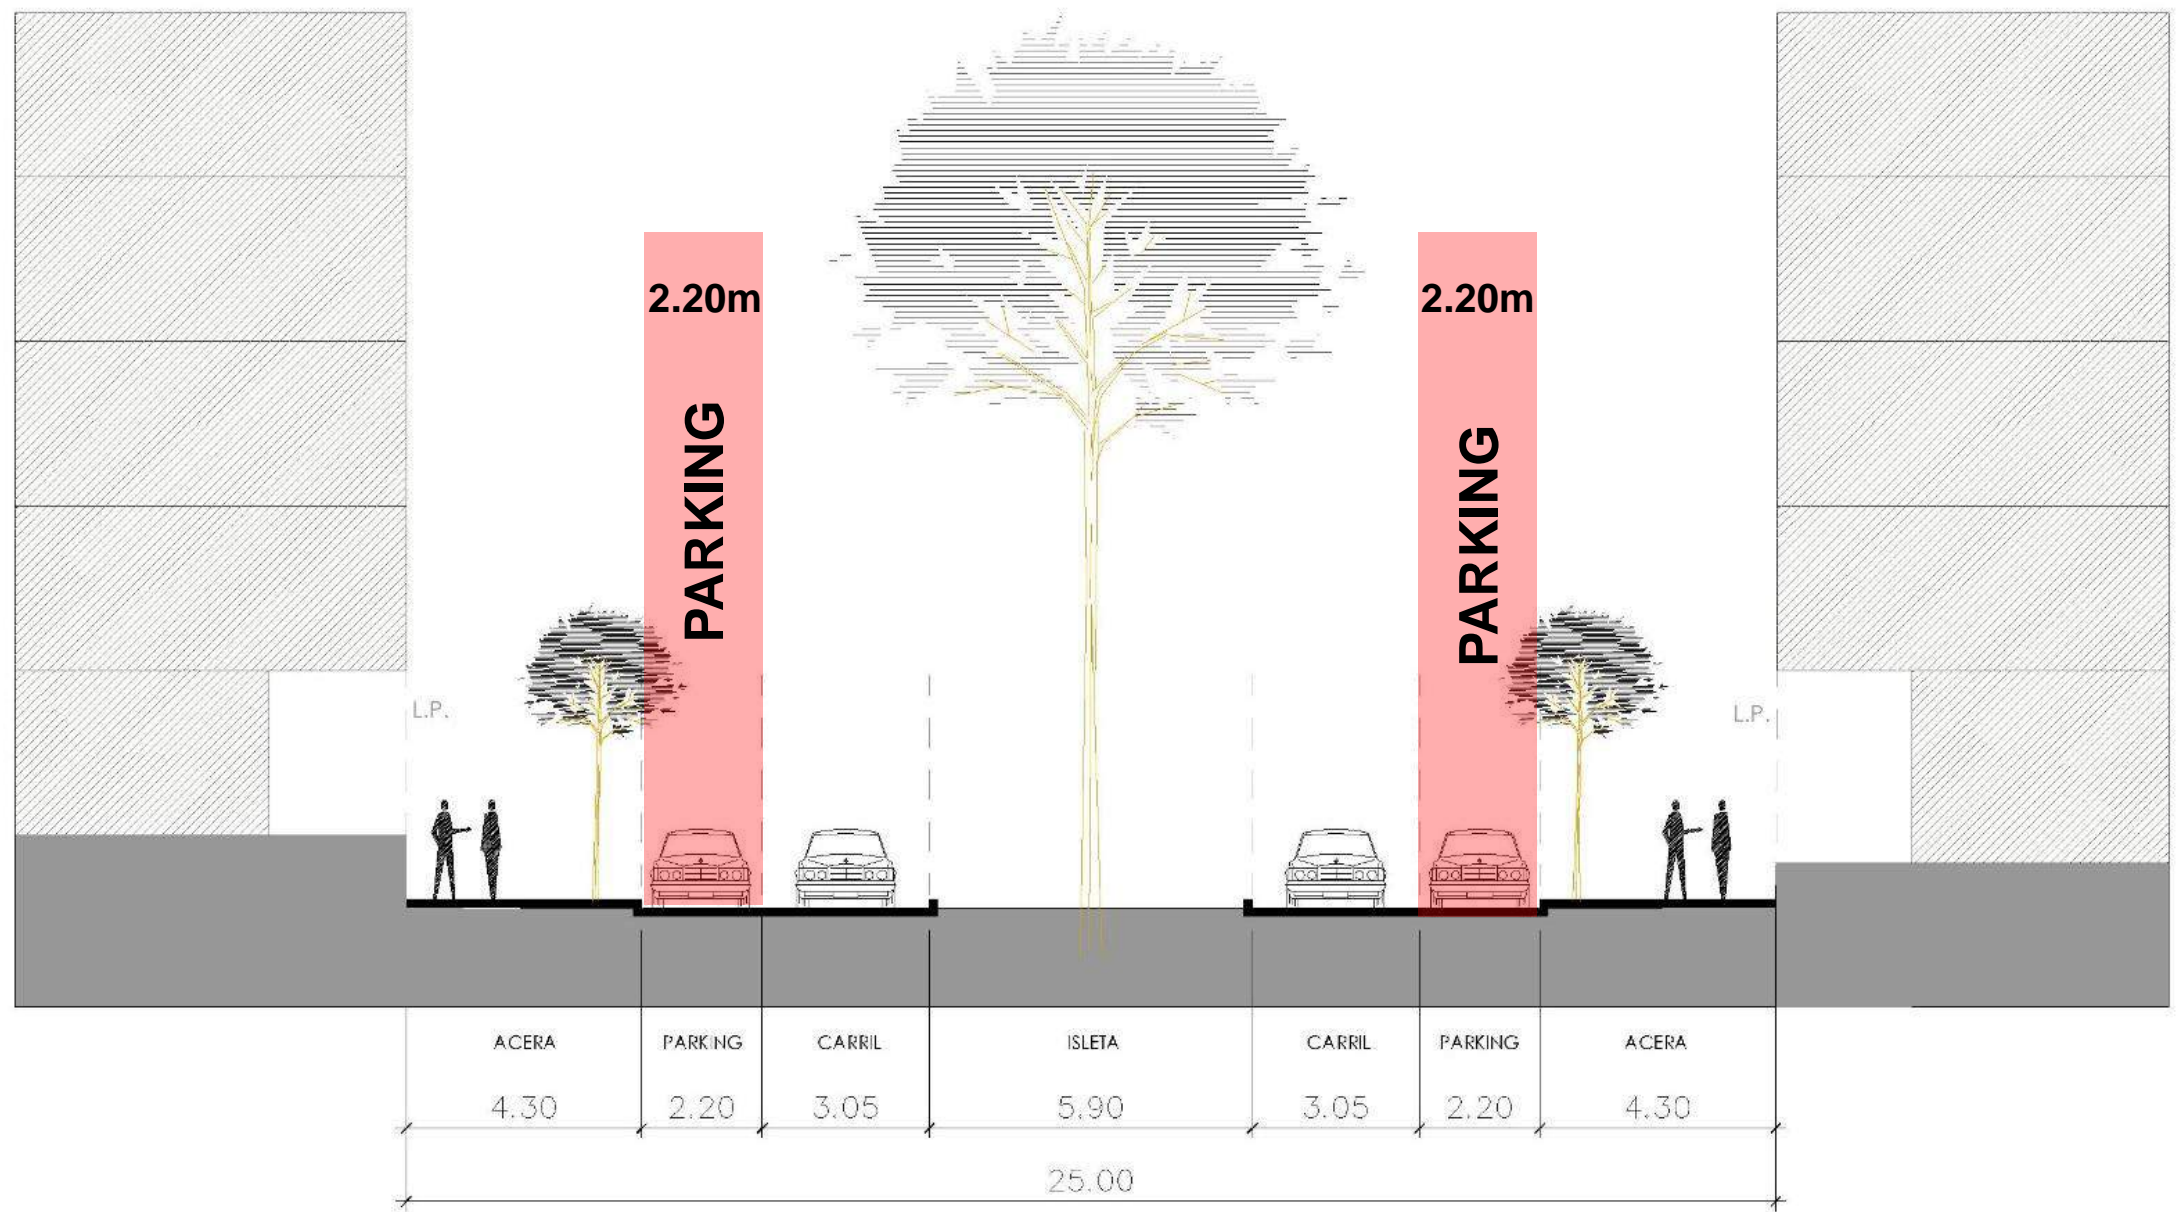 2.20m 2.20m
PARKING PARKING
L.P. L.P.
ACERA PARKING CARRIL ISLETA CARRIL PARKING ACERA
4.30 2.20 3.05 5.90 3.05 2.20 4.30
25.00